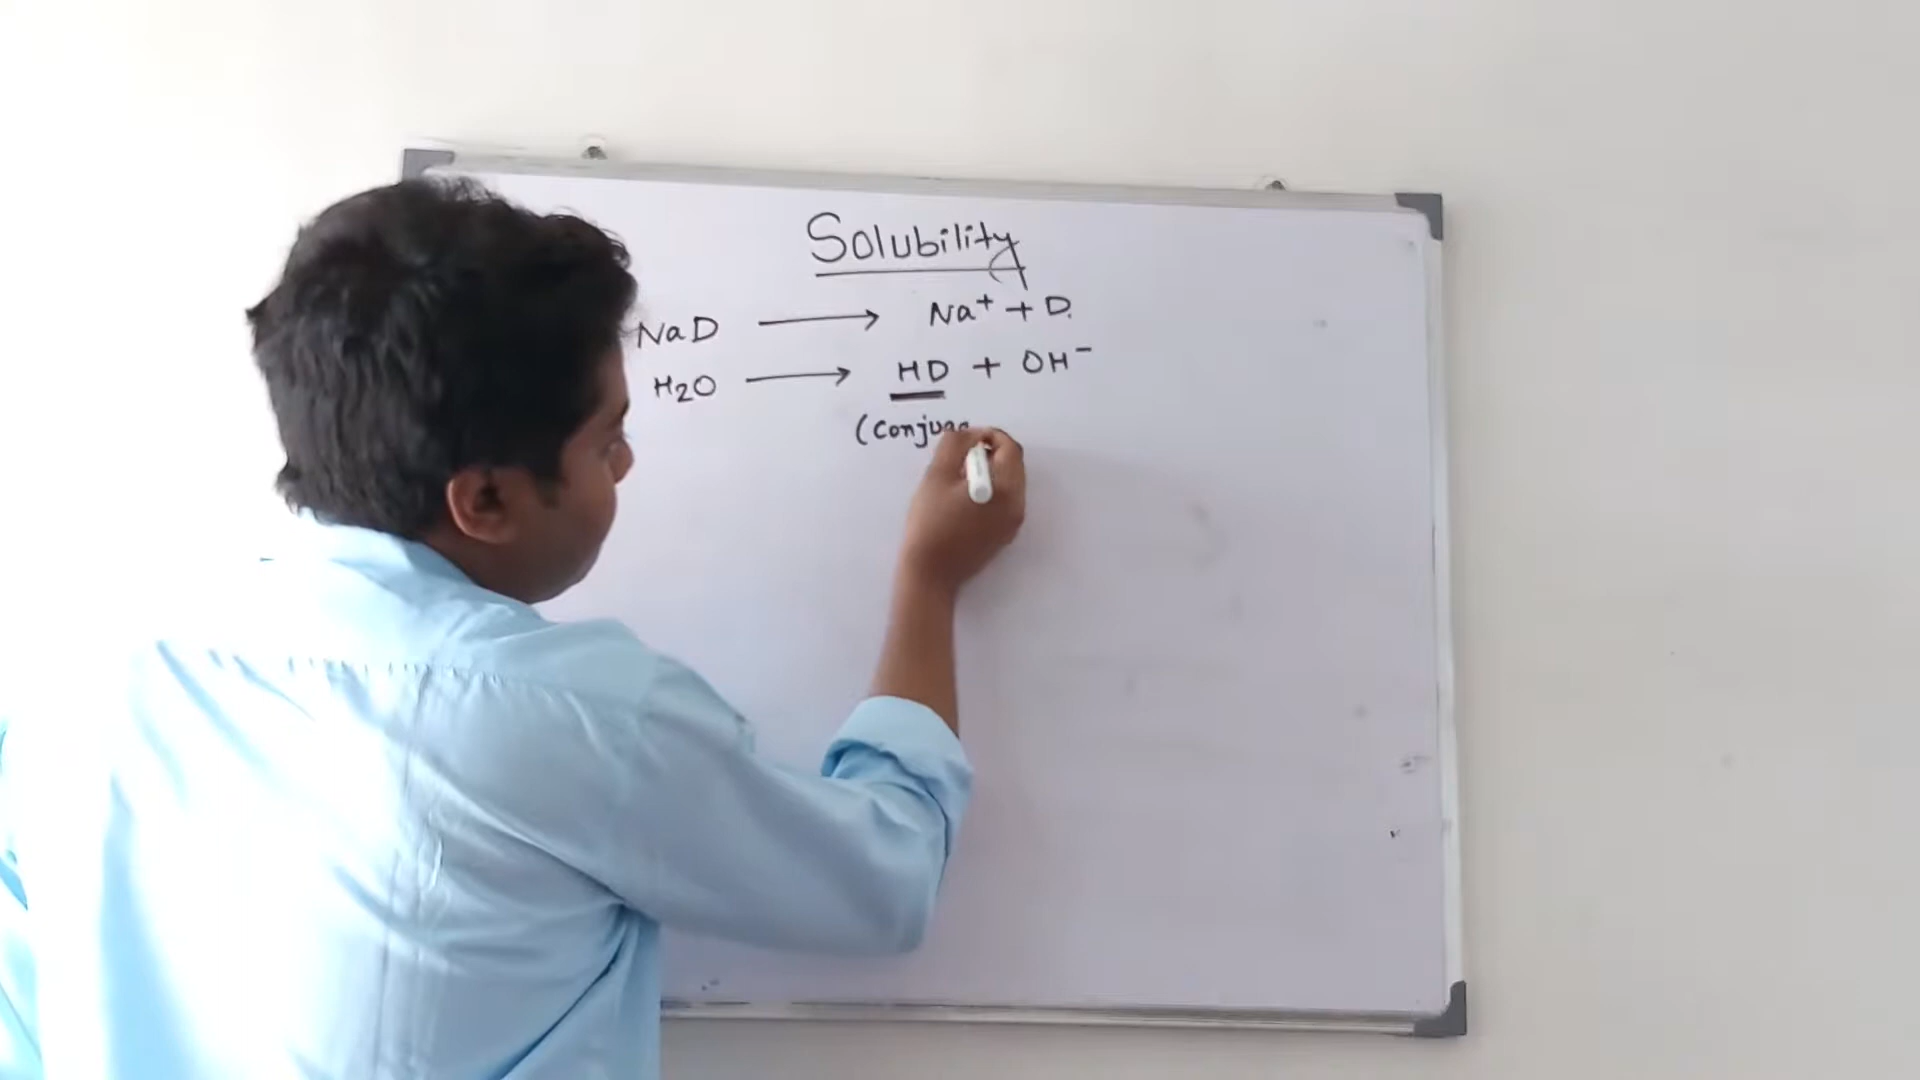 Solubility
NaD ⟶ Na⁺ + D
H₂O ⟶ HD + OH⁻
(Conjug